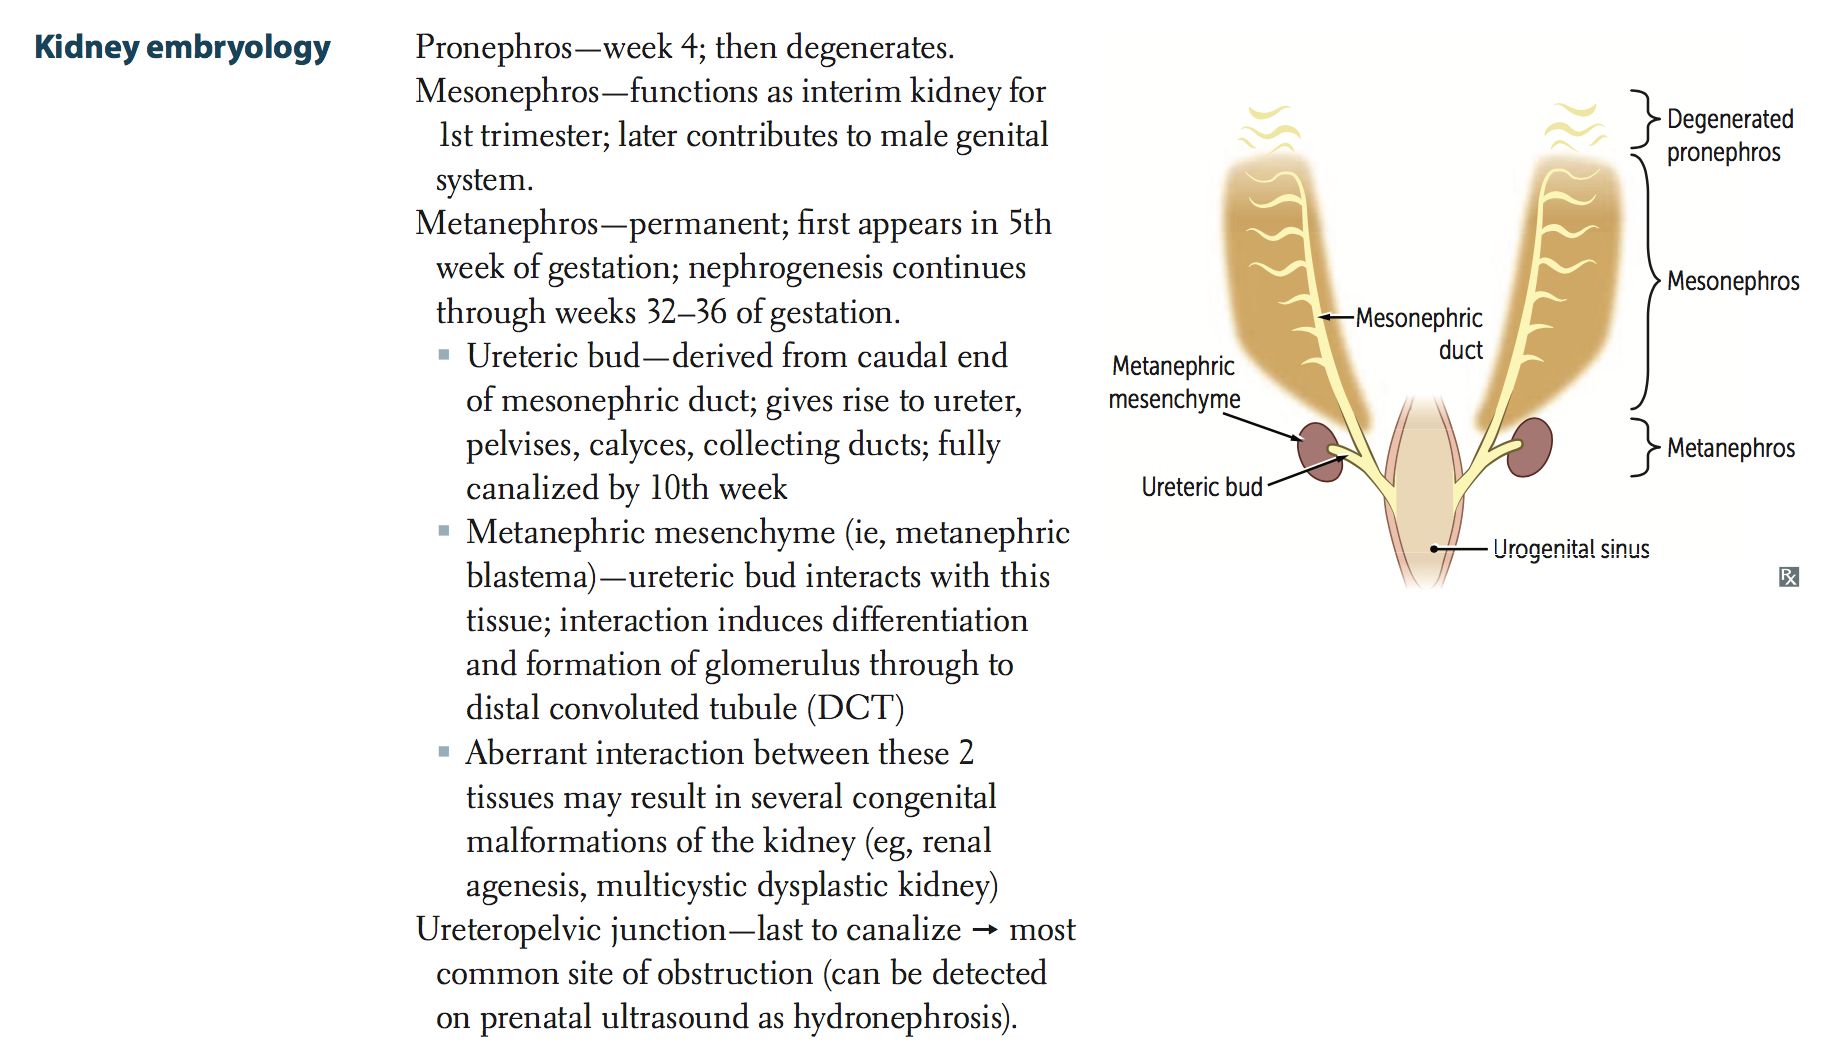 Kidney embryology
Pronephros—week 4; then degenerates.
Mesonephros—functions as interim kidney for
1st trimester; later contributes to male genital
system.
Metanephros—permanent; first appears in 5th
week of gestation; nephrogenesis continues
through weeks 32–36 of gestation.
▪ Ureteric bud—derived from caudal end
of mesonephric duct; gives rise to ureter,
pelvises, calyces, collecting ducts; fully
canalized by 10th week
▪ Metanephric mesenchyme (ie, metanephric
blastema)—ureteric bud interacts with this
tissue; interaction induces differentiation
and formation of glomerulus through to
distal convoluted tubule (DCT)
▪ Aberrant interaction between these 2
tissues may result in several congenital
malformations of the kidney (eg, renal
agenesis, multicystic dysplastic kidney)
Ureteropelvic junction—last to canalize → most
common site of obstruction (can be detected
on prenatal ultrasound as hydronephrosis).
Degenerated
pronephros
Mesonephros
Mesonephric
duct
Metanephric
mesenchyme
Metanephros
Ureteric bud
Urogenital sinus
Rx